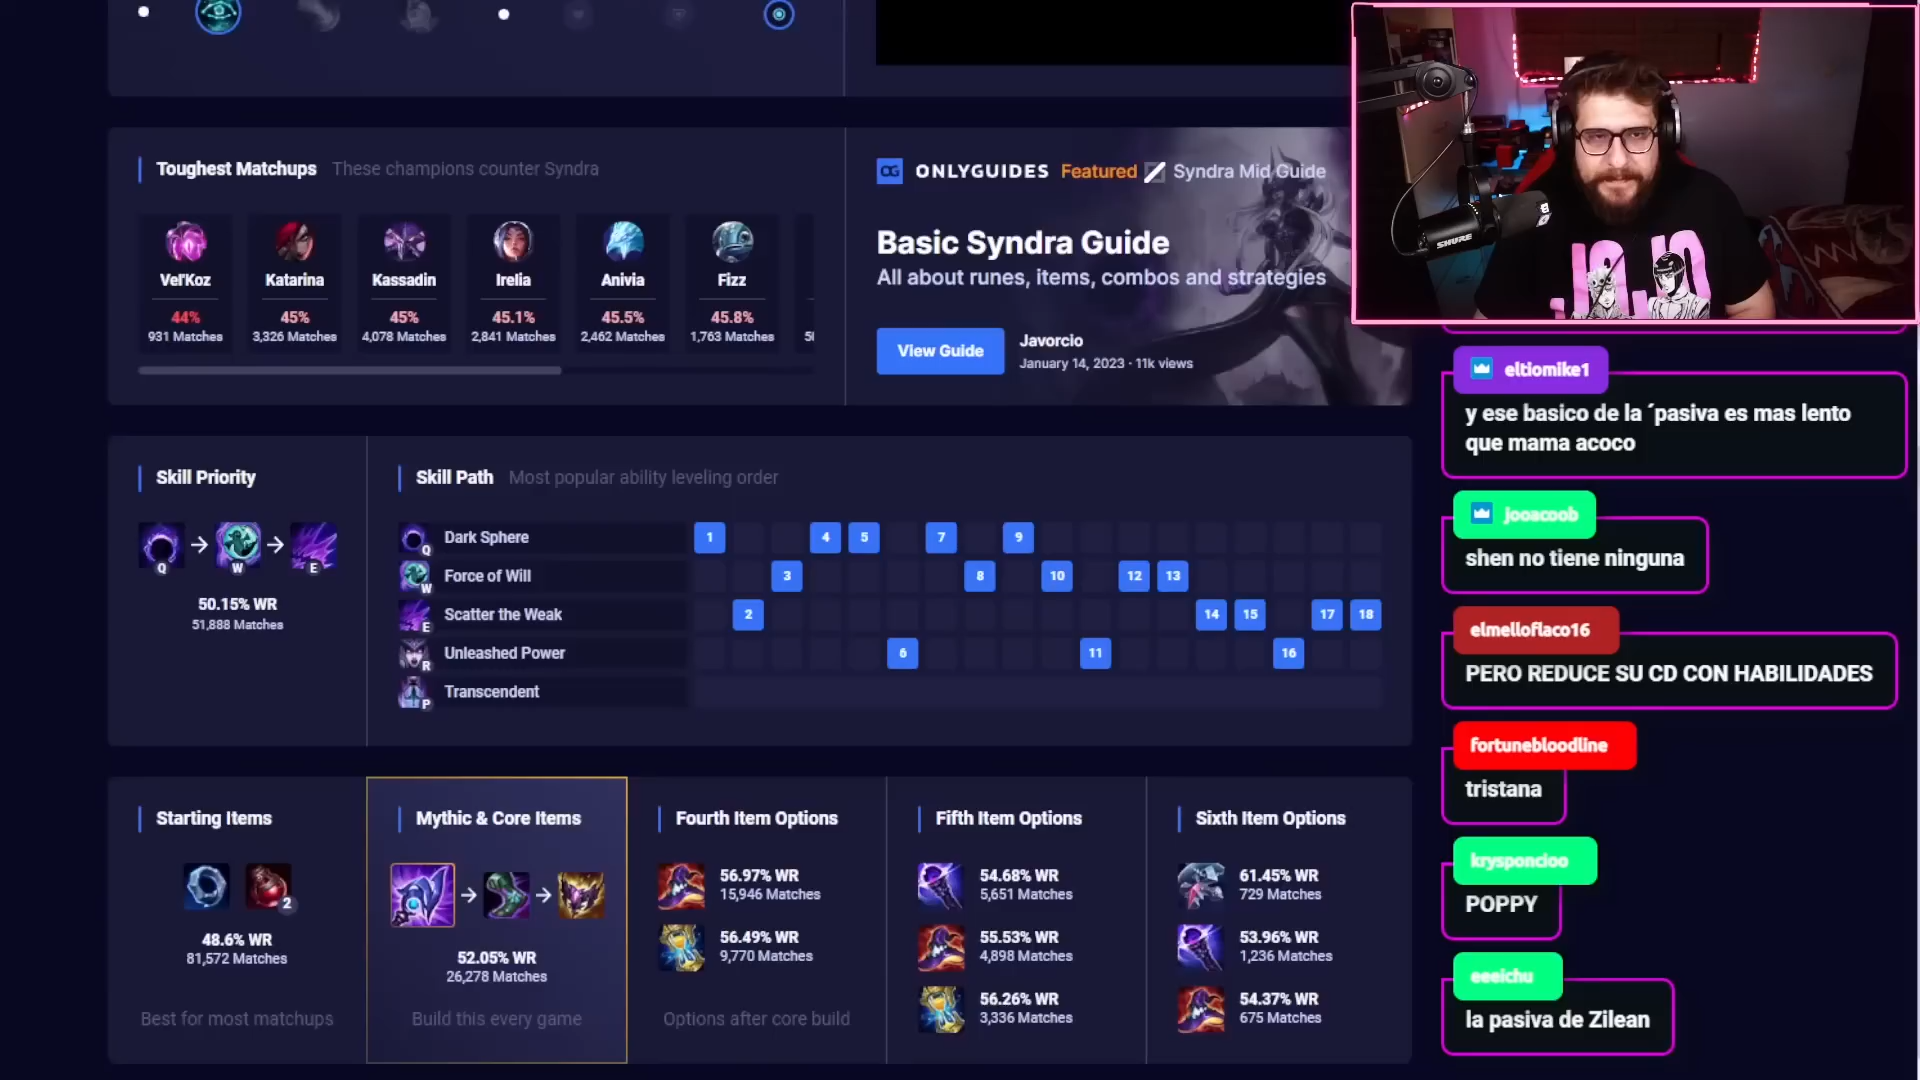 Toughest Matchups These champions counter Syndra
Vel'Koz Katarina Kassadin Irelia Anivia Fizz
44% 45% 45% 45.1% 45.5% 45.8%
931 Matches 3,326 Matches 4,078 Matches 2,841 Matches 2,462 Matches 1,763 Matches
OG ONLYGUIDES Featured Syndra Mid Guide
Basic Syndra Guide
All about runes, items, combos and strategies
View Guide
Javorcio
January 14, 2023 · 11k views
Skill Priority
Q W E
50.15% WR
51,888 Matches
Skill Path Most popular ability leveling order
Q Dark Sphere 1 4 5 7 9
W Force of Will 3 8 10 12 13
E Scatter the Weak 2 14 15 17 18
R Unleashed Power 6 11 16
P Transcendent
Starting Items
2
48.6% WR
81,572 Matches
Best for most matchups
Mythic & Core Items
52.05% WR
26,278 Matches
Build this every game
Fourth Item Options
56.97% WR
15,946 Matches
56.49% WR
9,770 Matches
Options after core build
Fifth Item Options
54.68% WR
5,651 Matches
55.53% WR
4,898 Matches
56.26% WR
3,336 Matches
Sixth Item Options
61.45% WR
729 Matches
53.96% WR
1,236 Matches
54.37% WR
675 Matches
SHURE
JOJO
eltiomike1
y ese basico de la ´pasiva es mas lento
que mama acoco
jooacoob
shen no tiene ninguna
elmelloflaco16
PERO REDUCE SU CD CON HABILIDADES
fortunebloodline
tristana
krysponcioo
POPPY
eeeichu
la pasiva de Zilean